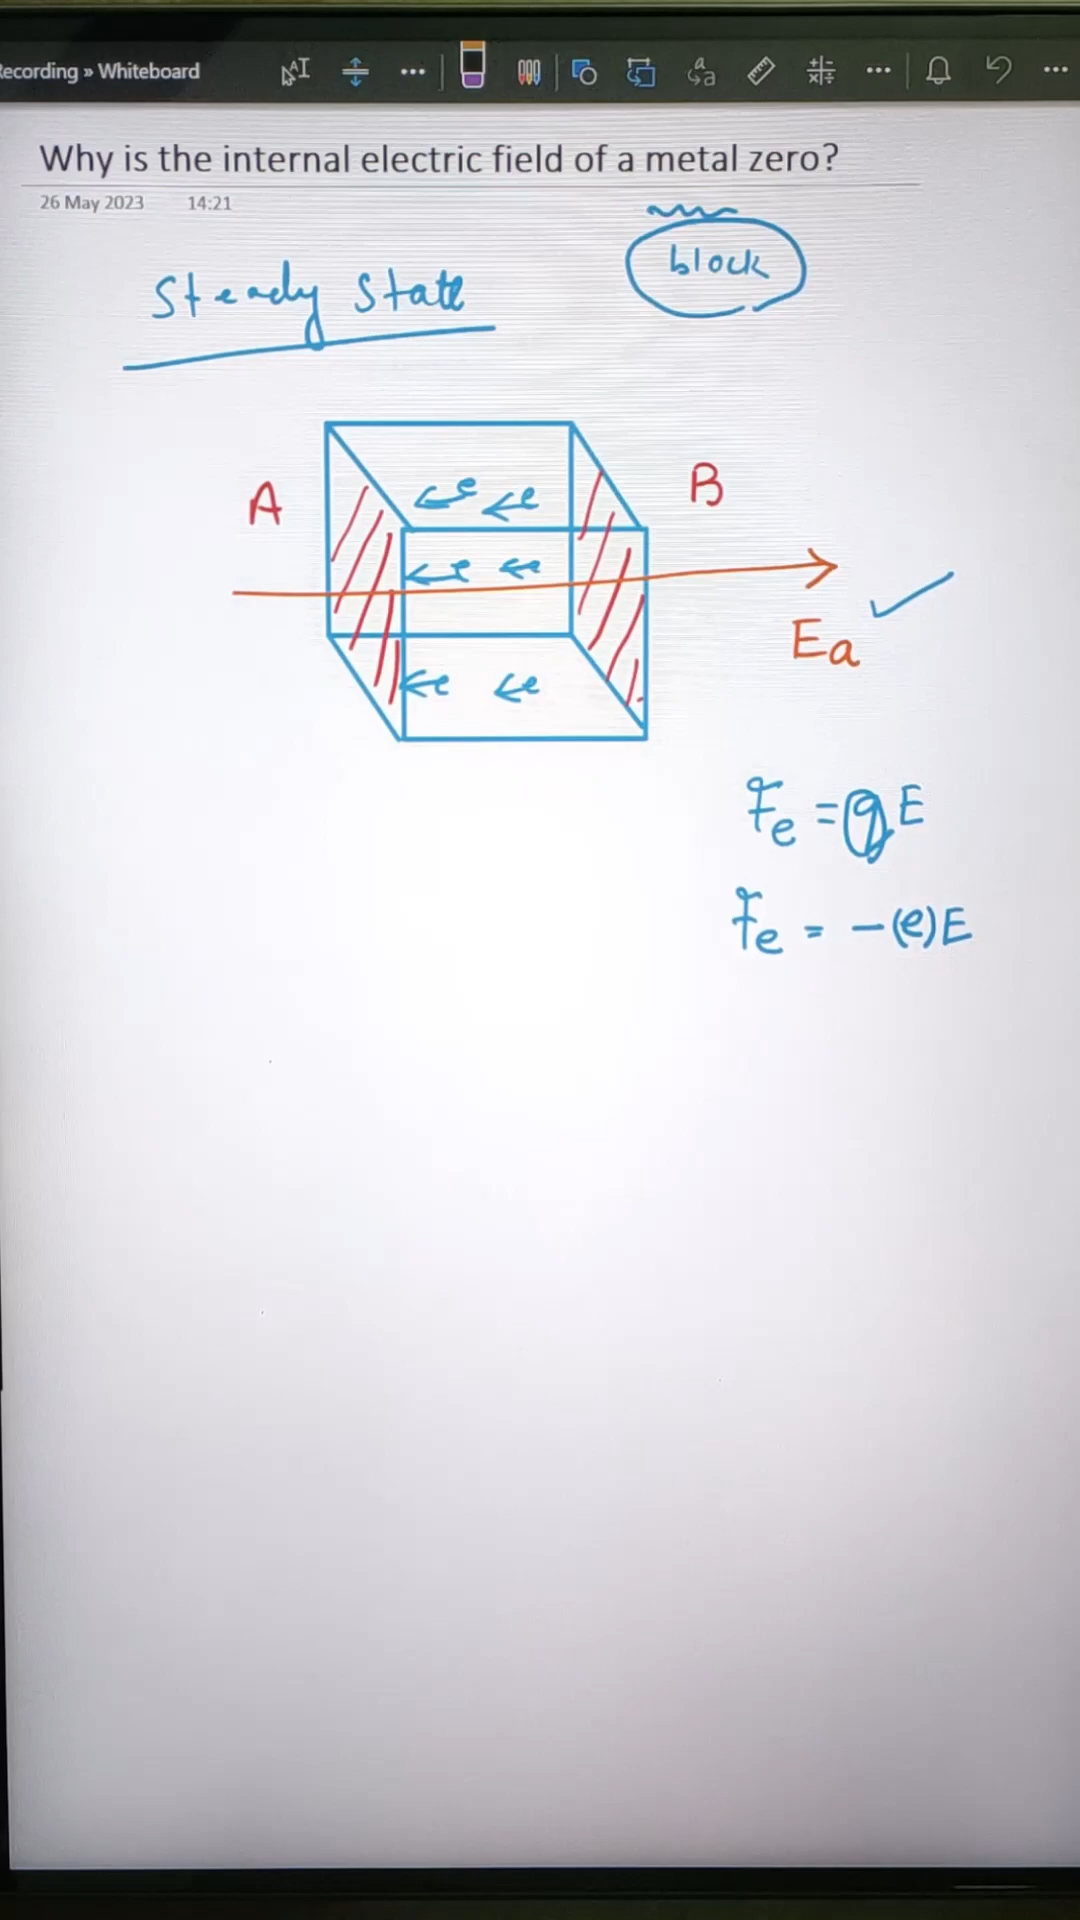 Recording » Whiteboard
Why is the internal electric field of a metal zero?
26 May 2023 14:21
block
Steady State
A
B
e e
e e
e e
Ea
Fe = qE
Fe = -(e)E